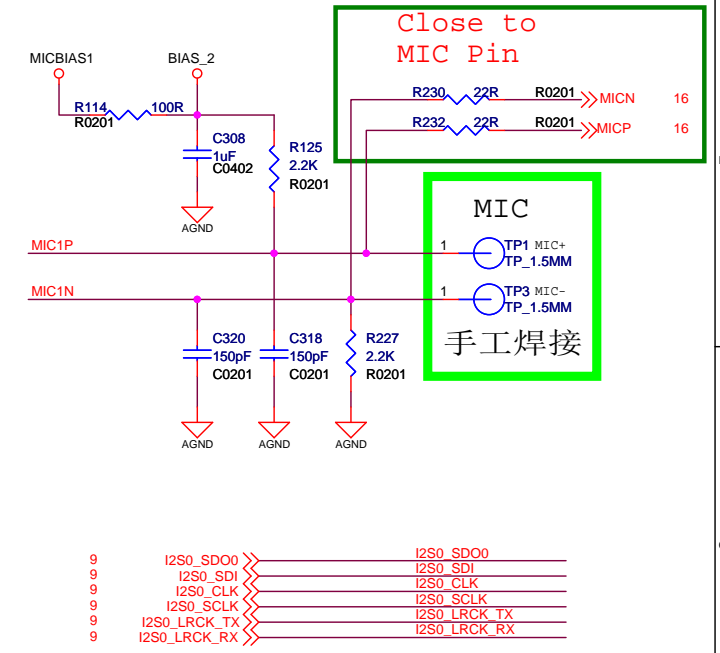 Close to
MIC Pin
MICBIAS1
BIAS_2
R230 22R R0201 MICN 16
R114 100R
R0201
R232 22R R0201 MICP 16
C308
1uF
C0402
R125
2.2K
R0201
AGND
MIC
MIC1P
1 TP1 MIC+
TP_1.5MM
MIC1N
1 TP3 MIC-
TP_1.5MM
手工焊接
C320
150pF
C0201
C318
150pF
C0201
R227
2.2K
R0201
AGND AGND AGND
9 I2S0_SDO0 I2S0_SDO0
9 I2S0_SDI I2S0_SDI
9 I2S0_CLK I2S0_CLK
9 I2S0_SCLK I2S0_SCLK
9 I2S0_LRCK_TX I2S0_LRCK_TX
9 I2S0_LRCK_RX I2S0_LRCK_RX